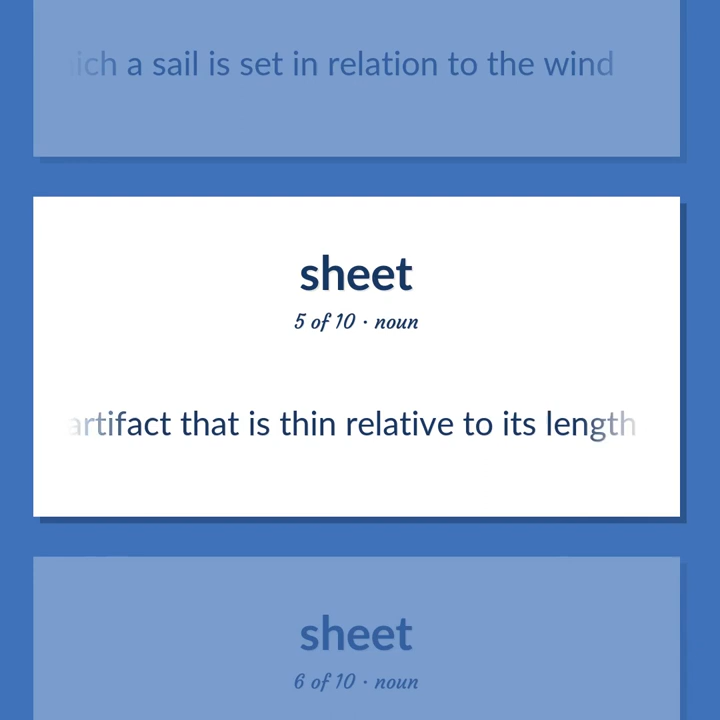 a sail is set in relation to the wind
sheet
5 of 10 · noun
artifact that is thin relative to its length
sheet
6 of 10 · noun